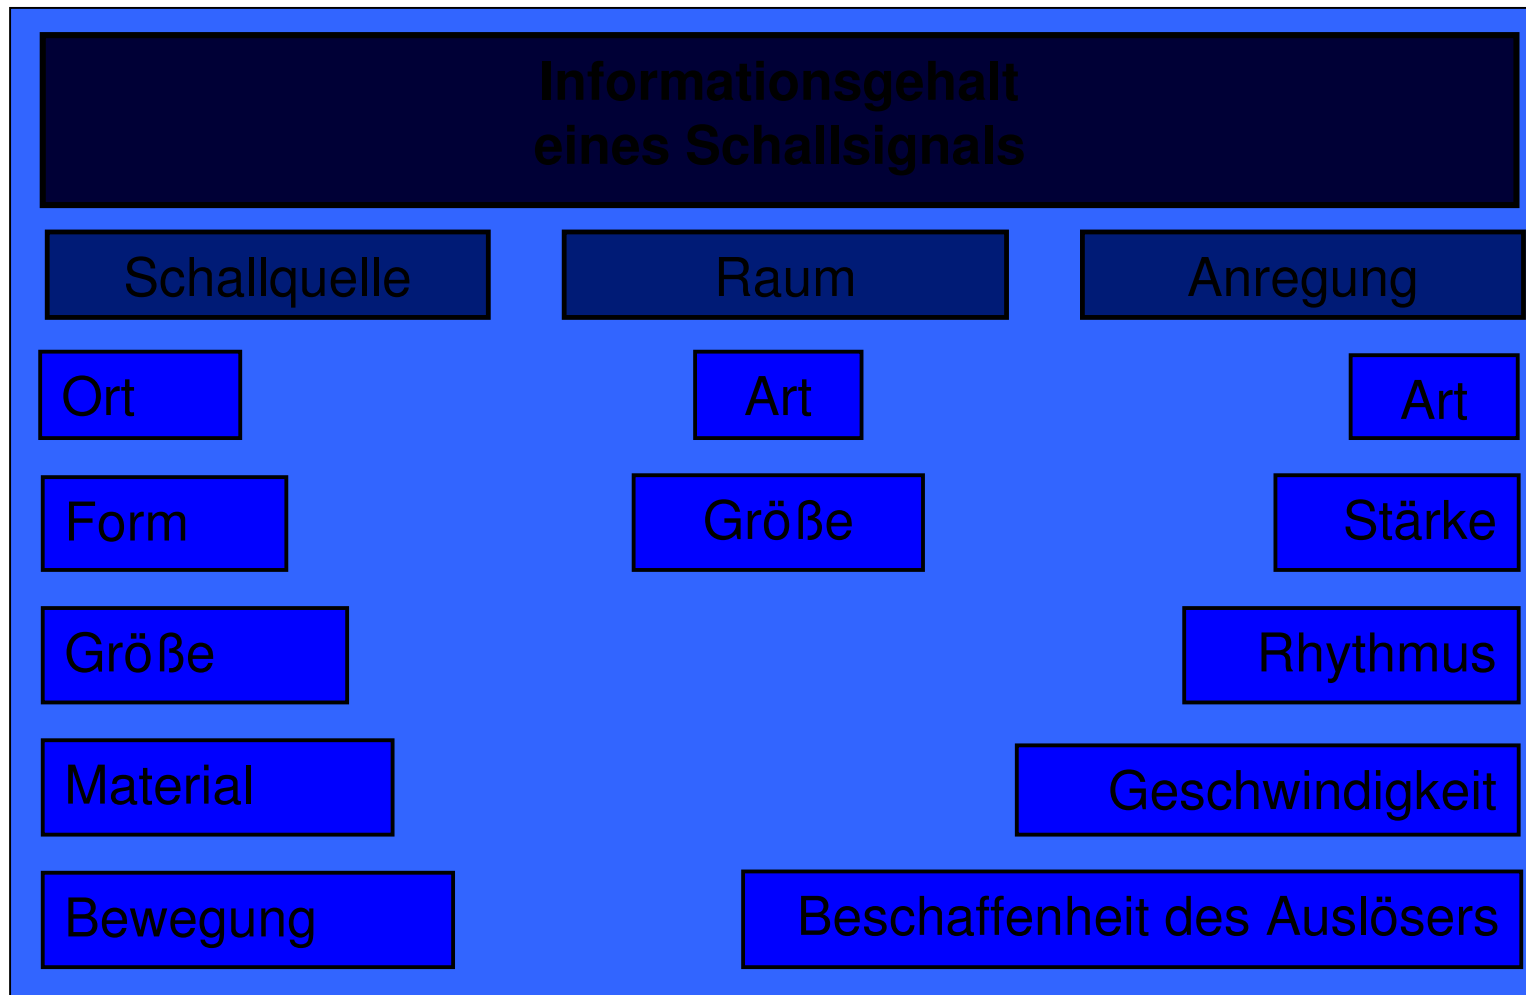 Informationsgehalt
eines Schallsignals
Schallquelle
Raum
Anregung
Ort
Art
Art
Form
Größe
Stärke
Größe
Rhythmus
Material
Geschwindigkeit
Bewegung
Beschaffenheit des Auslösers